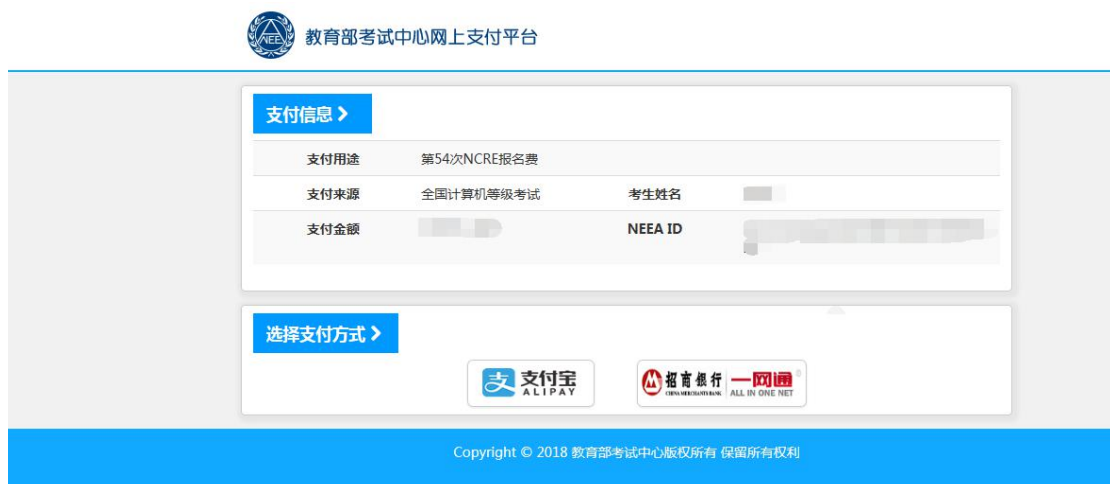 NEE
教育部考试中心网上支付平台
支付信息
支付用途 第54次NCRE报名费
支付来源 全国计算机等级考试 考生姓名
支付金额 NEEA ID
选择支付方式
支 支付宝 ALIPAY
招商银行 CHINA MERCHANTS BANK 一网通 ALL IN ONE NET
Copyright © 2018 教育部考试中心版权所有 保留所有权利